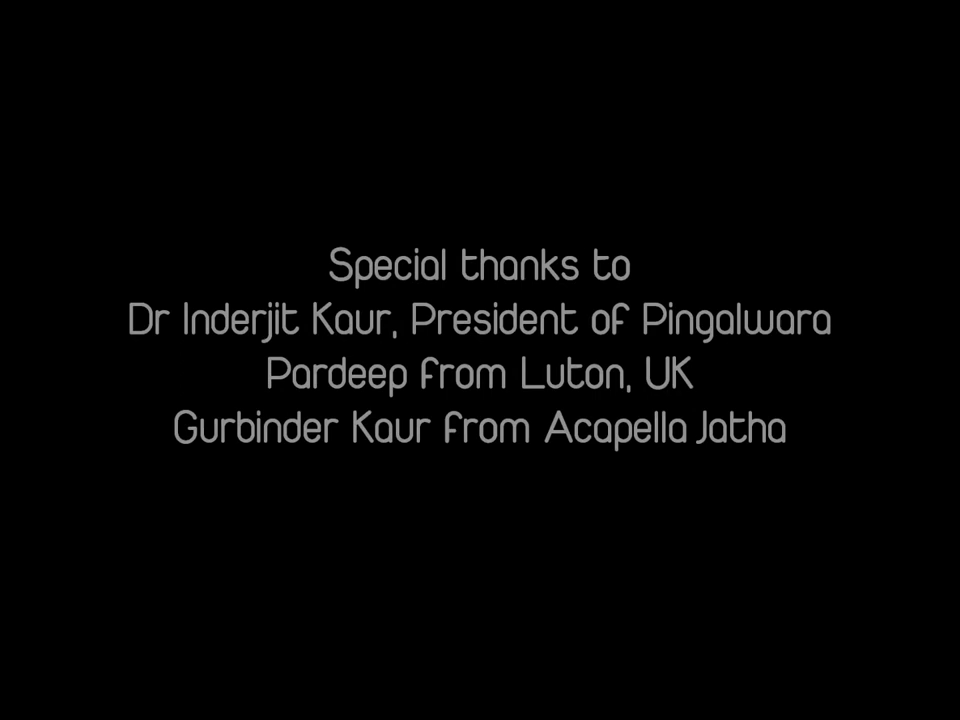 Special thanks to
Dr Inderjit Kaur, President of Pingalwara
Pardeep from Luton, UK
Gurbinder Kaur from Acapella Jatha